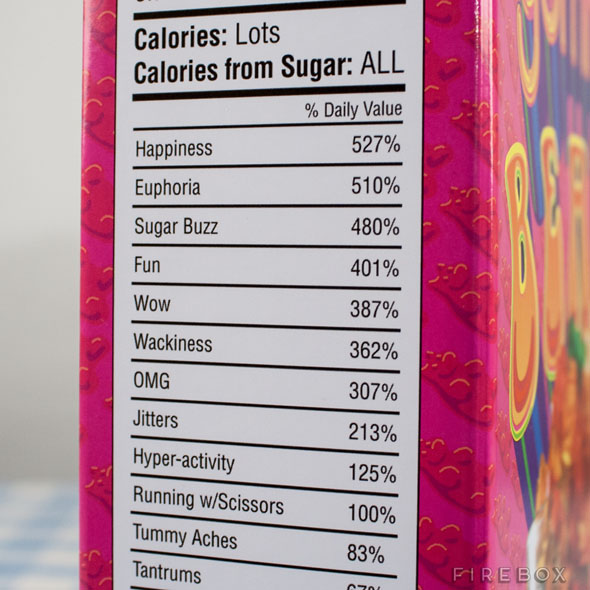 Calories: Lots
Calories from Sugar: ALL
% Daily Value
Happiness 527%
Euphoria 510%
Sugar Buzz 480%
Fun 401%
Wow 387%
Wackiness 362%
OMG 307%
Jitters 213%
Hyper-activity 125%
Running w/Scissors 100%
Tummy Aches 83%
Tantrums 67%
FIREBOX